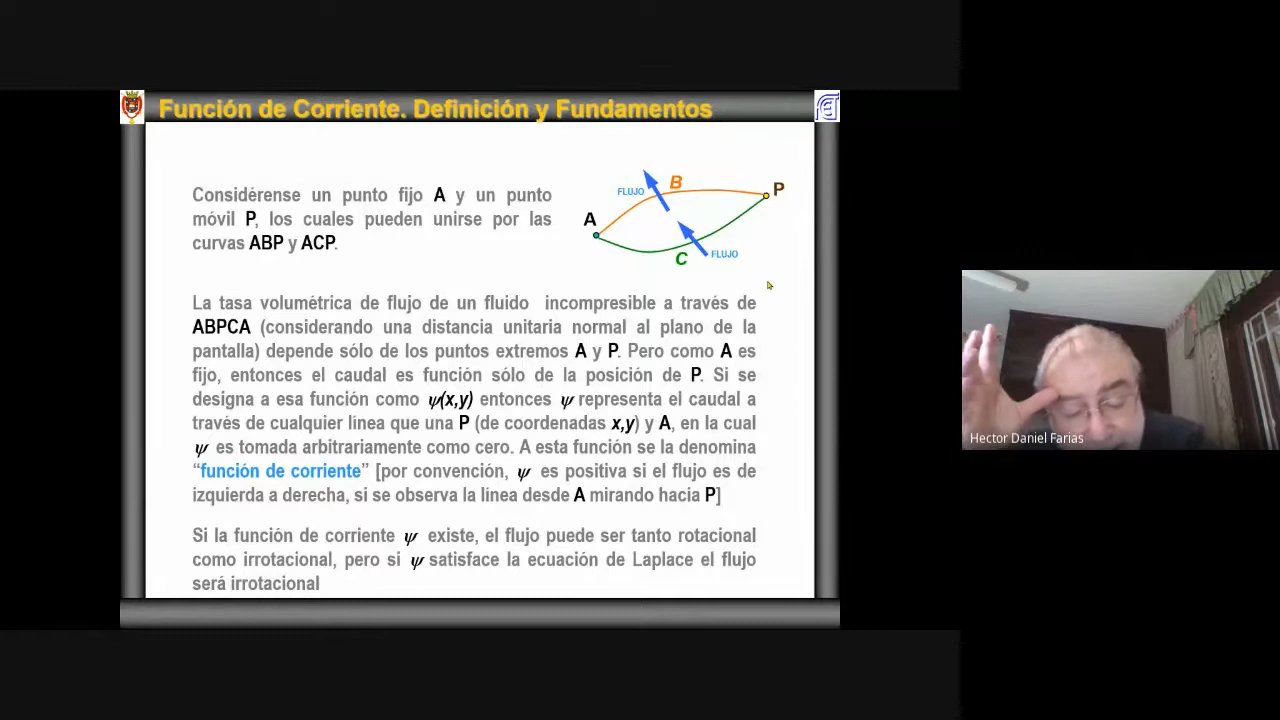 Función de Corriente. Definición y Fundamentos
Considérense un punto fijo A y un punto
móvil P, los cuales pueden unirse por las
curvas ABP y ACP.
A
FLUJO
B
P
C
FLUJO
La tasa volumétrica de flujo de un fluido incompresible a través de
ABPCA (considerando una distancia unitaria normal al plano de la
pantalla) depende sólo de los puntos extremos A y P. Pero como A es
fijo, entonces el caudal es función sólo de la posición de P. Si se
designa a esa función como ψ(x,y) entonces ψ representa el caudal a
través de cualquier línea que una P (de coordenadas x,y) y A, en la cual
ψ es tomada arbitrariamente como cero. A esta función se la denomina
“función de corriente” [por convención, ψ es positiva si el flujo es de
izquierda a derecha, si se observa la línea desde A mirando hacia P]
Si la función de corriente ψ existe, el flujo puede ser tanto rotacional
como irrotacional, pero si ψ satisface la ecuación de Laplace el flujo
será irrotacional
Hector Daniel Farias